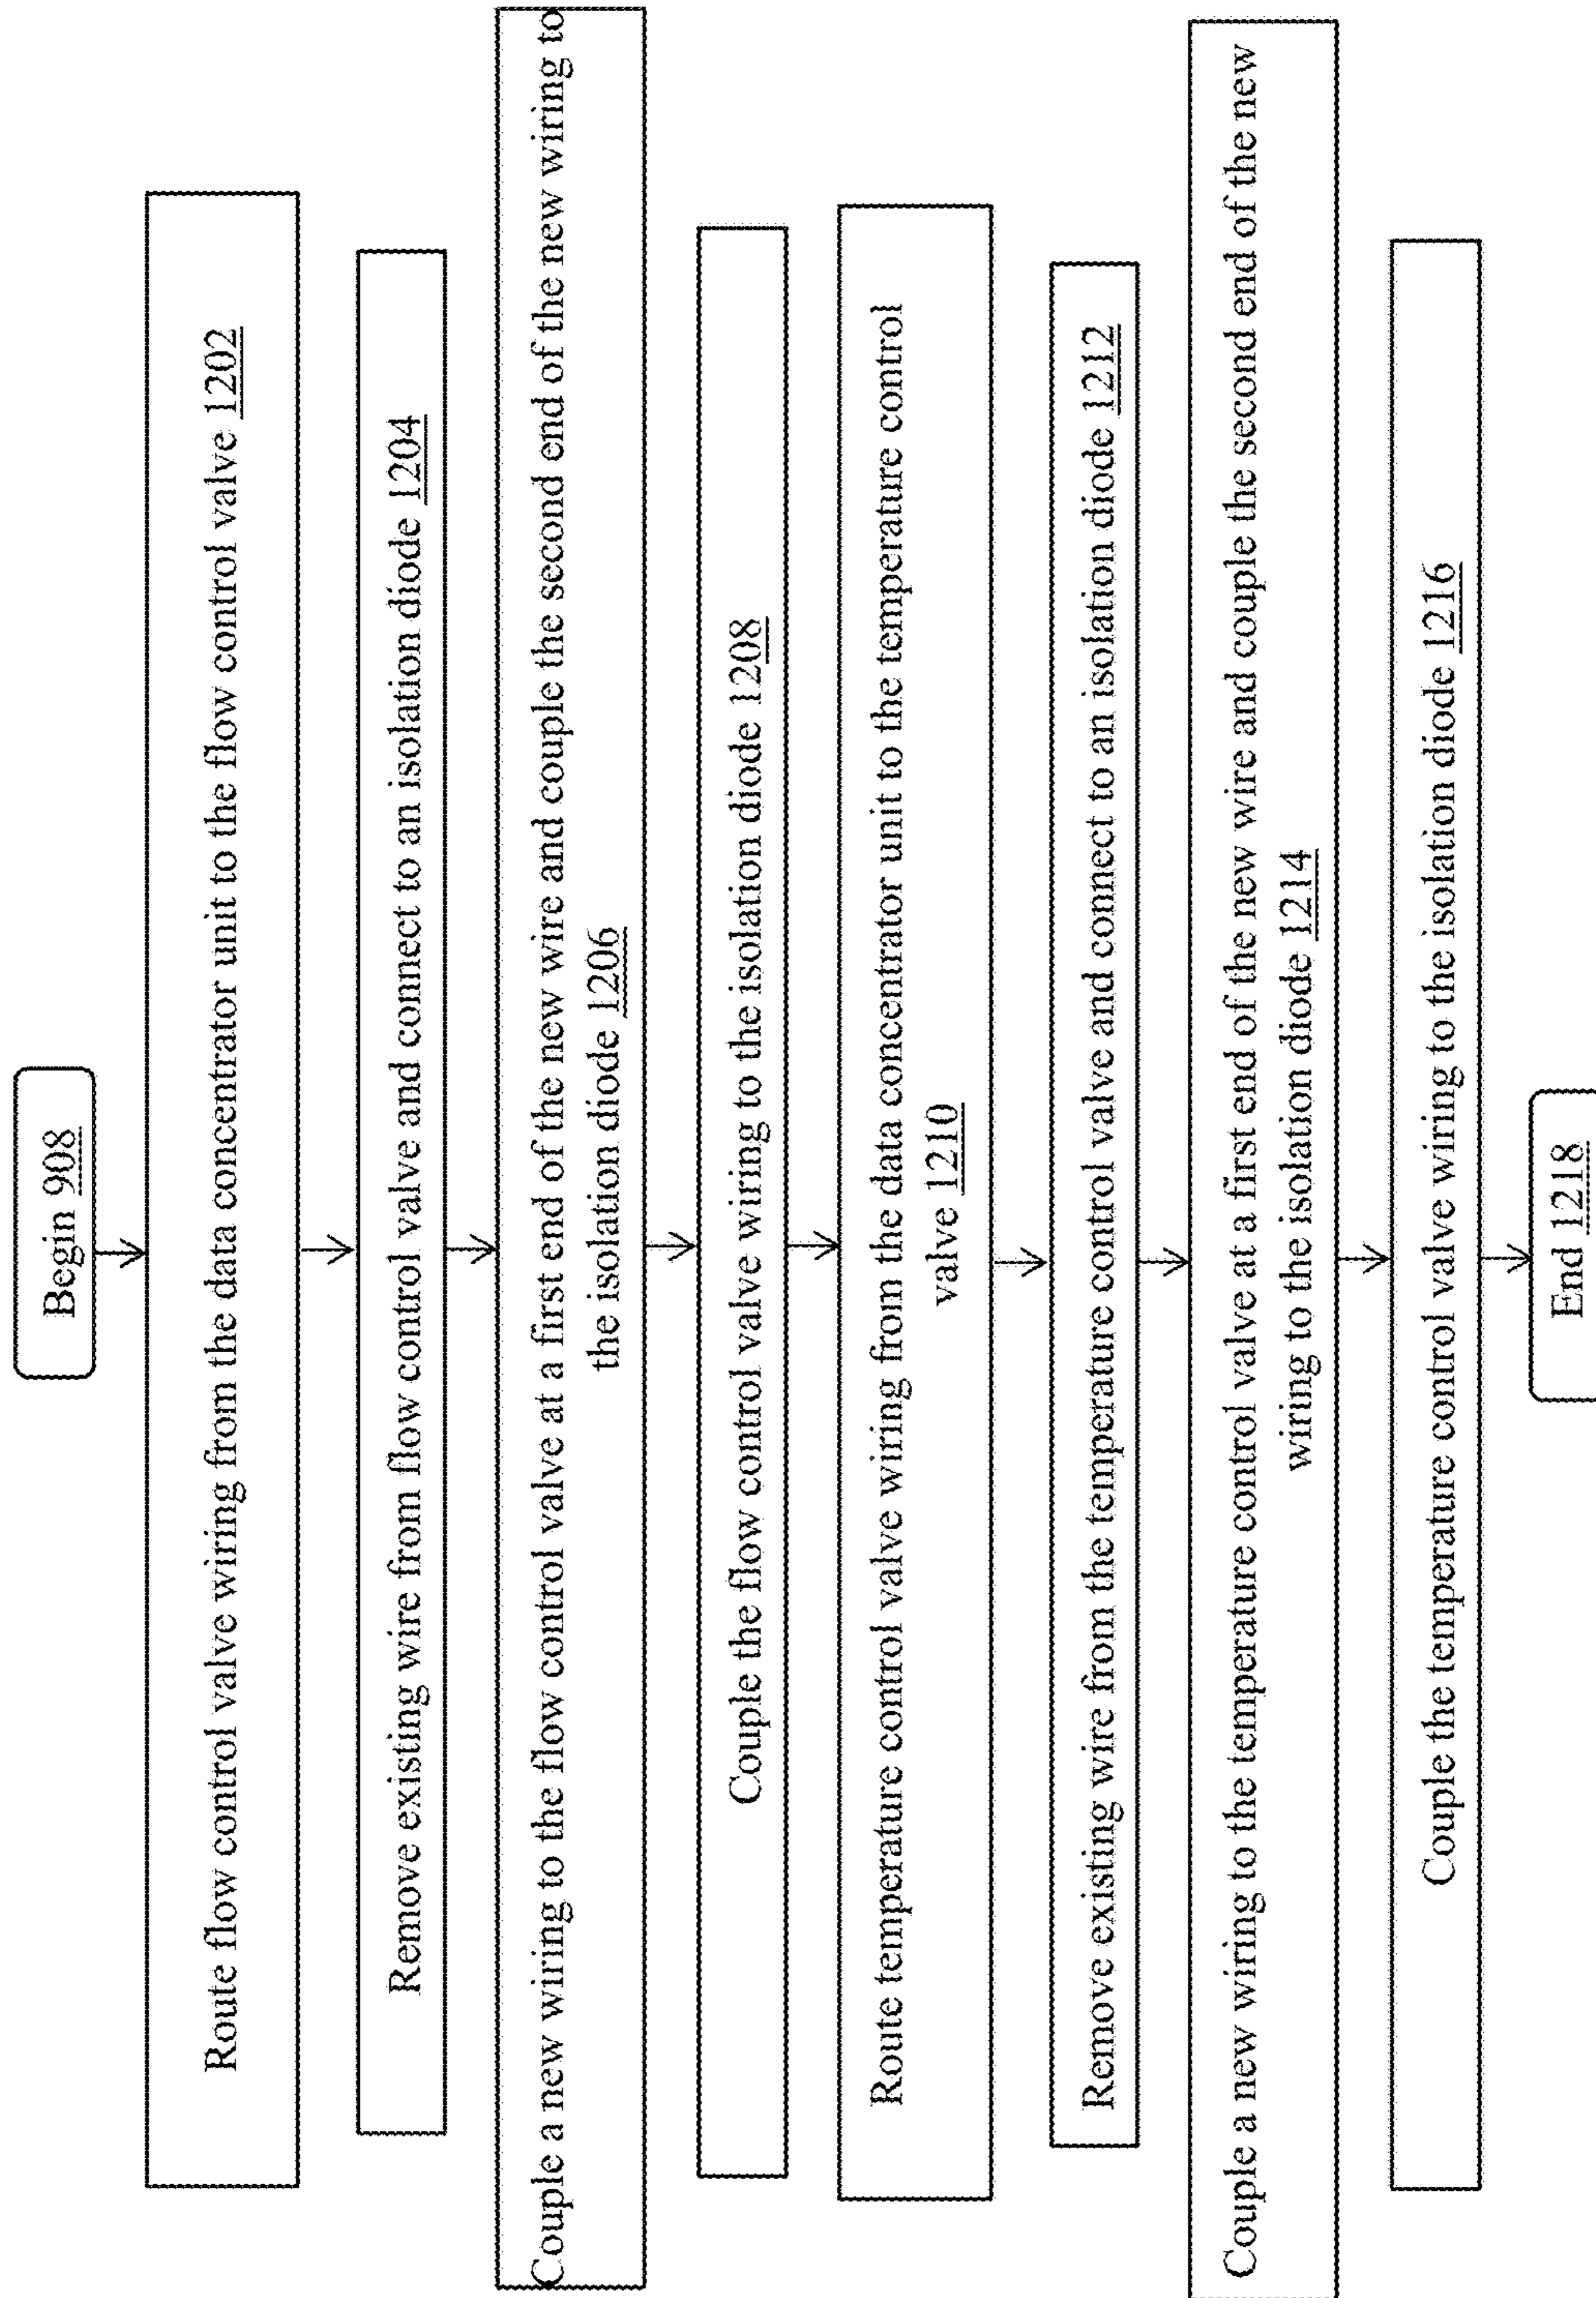 Begin 908
Route flow control valve wiring from the data concentrator unit to the flow control valve 1202
Remove existing wire from flow control valve and connect to an isolation diode 1204
Couple a new wiring to the flow control valve at a first end of the new wire and couple the second end of the new wiring to
the isolation diode 1206
Couple the flow control valve wiring to the isolation diode 1208
Route temperature control valve wiring from the data concentrator unit to the temperature control
valve 1210
Remove existing wire from the temperature control valve and connect to an isolation diode 1212
Couple a new wiring to the temperature control valve at a first end of the new wire and couple the second end of the new
wiring to the isolation diode 1214
Couple the temperature control valve wiring to the isolation diode 1216
End 1218